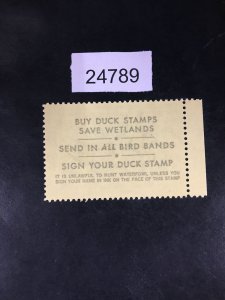 24789
BUY DUCK STAMPS
SAVE WETLANDS
SEND IN ALL BIRD BANDS
SIGN YOUR DUCK STAMP
IT IS UNLAWFUL TO HUNT WATERFOWL UNLESS YOU
SIGN YOUR NAME IN INK ON THE FACE OF THIS STAMP